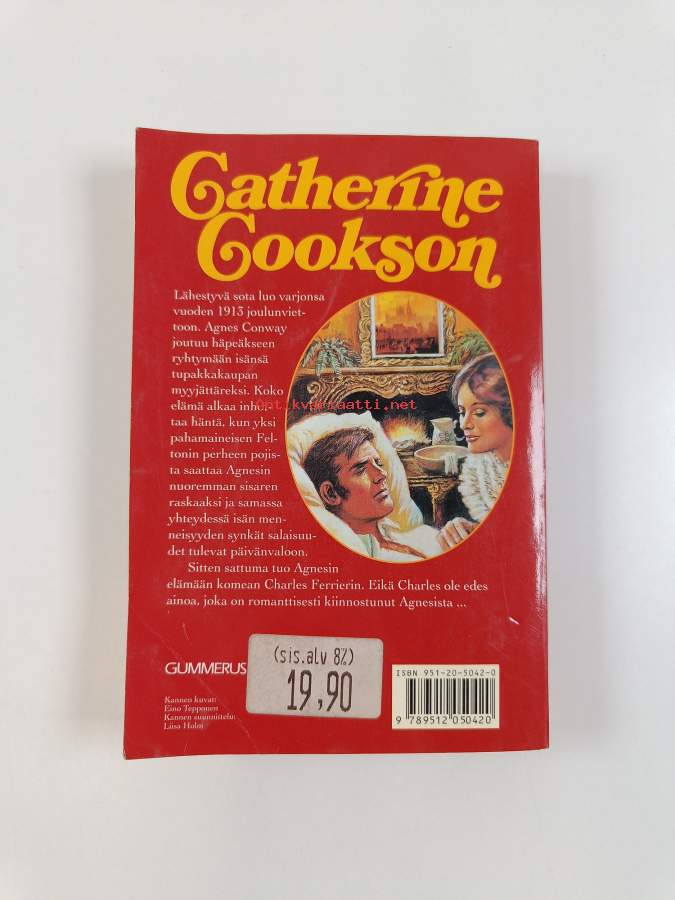 Catherine
Cookson
Lähestyvä sota luo varjonsa
vuoden 1913 joulunviet-
toon. Agnes Conway
joutuu häpeäkseen
ryhtymään isänsä
tupakkakaupan
myyjättäreksi. Koko
elämä alkaa inhot-
taa häntä, kun yksi
pahamaineisen Fel-
tonin perheen pojis-
ta saattaa Agnesin
nuoremman sisaren
raskaaksi ja samassa
yhteydessä isän men-
neisyyden synkät salaisuu-
det tulevat päivänvaloon.
Sitten sattuma tuo Agnesin
elämään komean Charles Ferrierin. Eikä Charles ole edes
ainoa, joka on romanttisesti kiinnostunut Agnesista ...
antikvariaatti.net
GUMMERUS
(sis.alv 8%)
19,90
Kannen kuvat:
Eino Tepponen
Kannen suunnittelu:
Liisa Holm
ISBN 951-20-5042-0
9 789512 050420